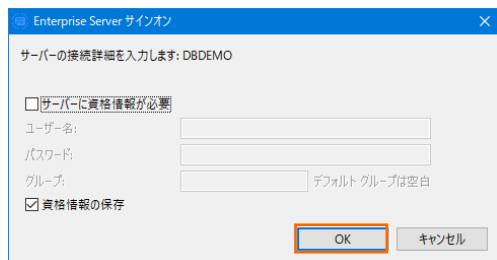 Enterprise Server サインオン
サーバーの接続詳細を入力します: DBDEMO
サーバーに資格情報が必要
ユーザー名:
パスワード:
グループ:
デフォルト グループは空白
資格情報の保存
OK
キャンセル